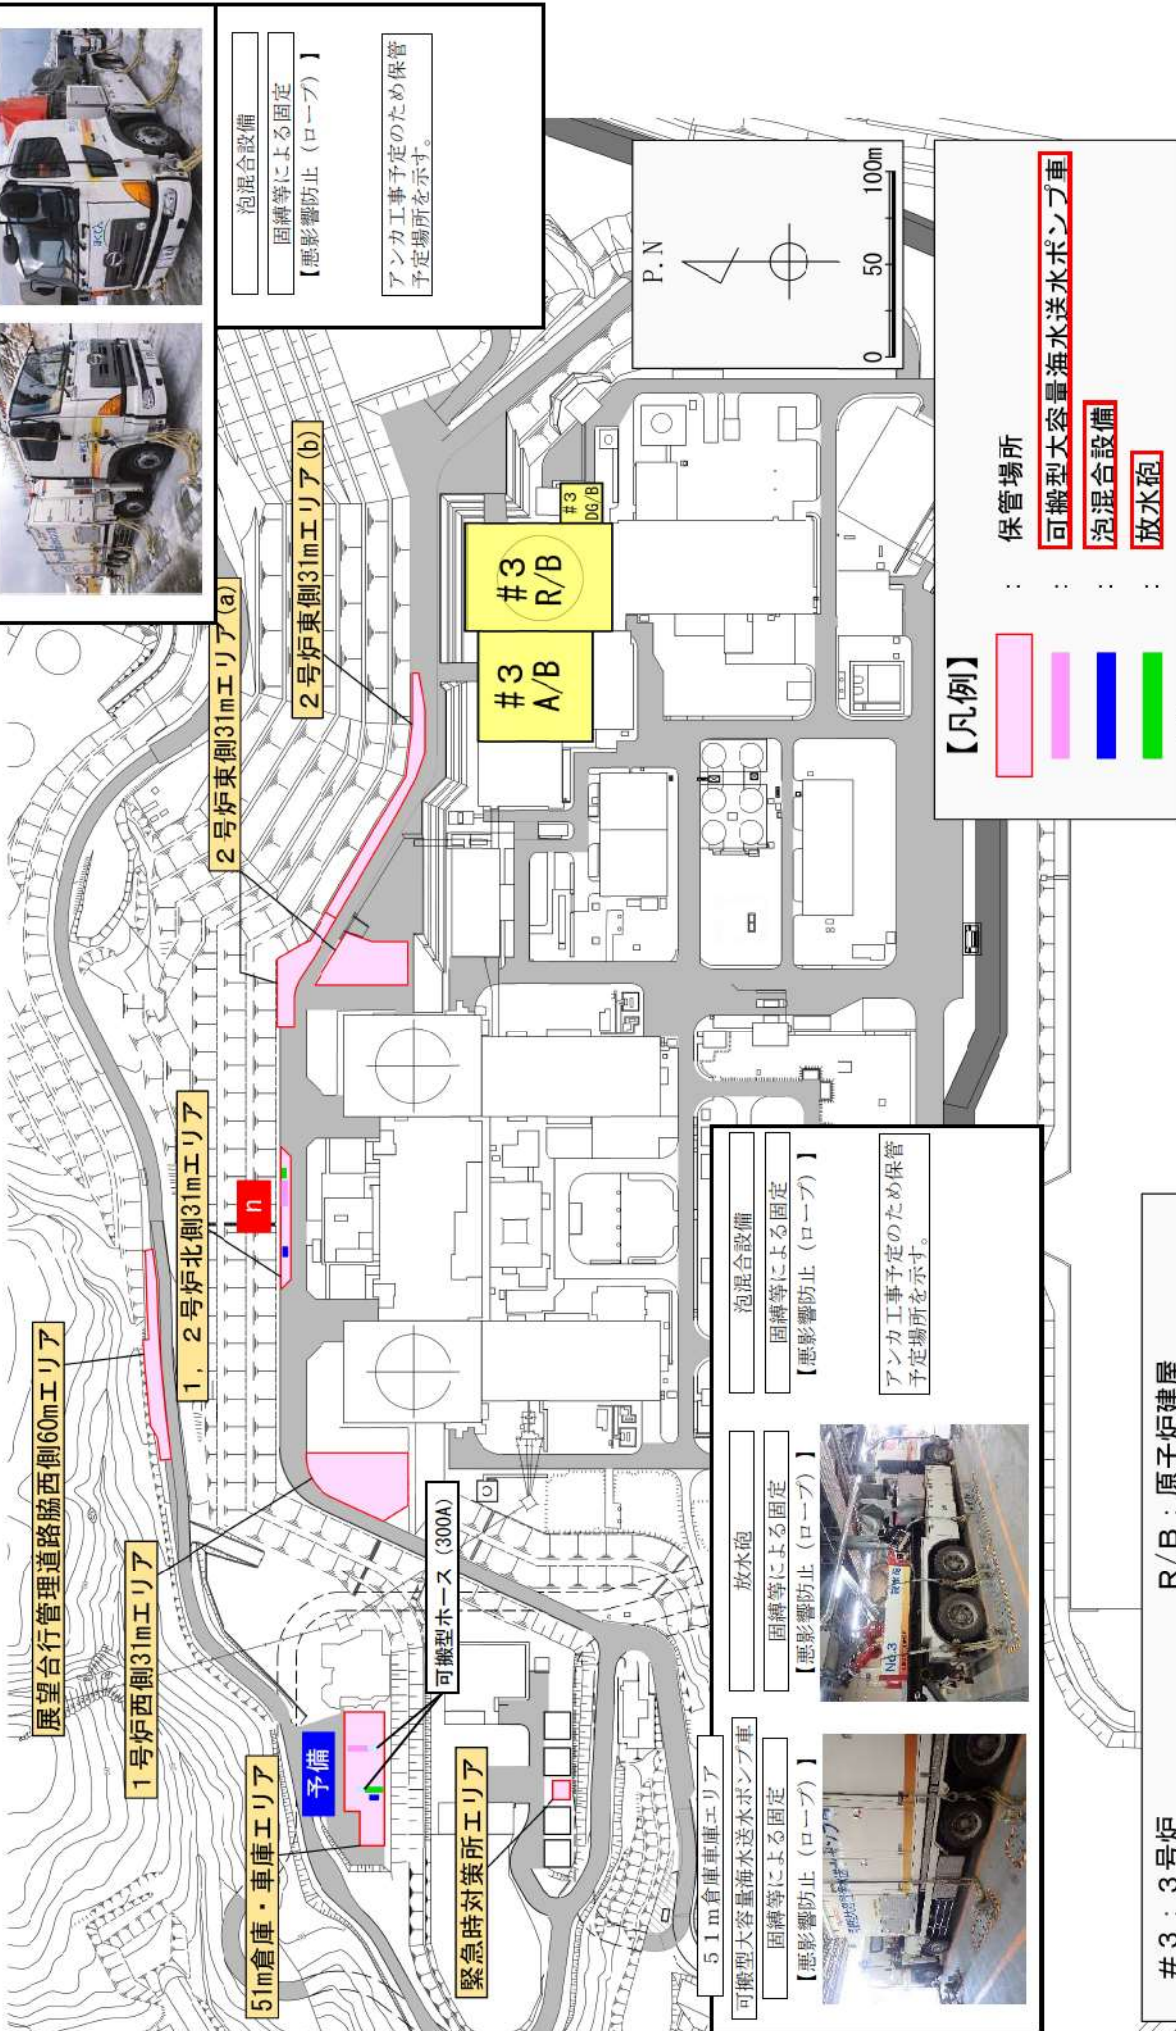 泡混合設備
固縛等による固定
【悪影響防止（ロープ）】
アンカ工事予定のため保管
予定場所を示す。
展望台行管理道路脇西側60mエリア
1，2号炉北側31mエリア
2号炉東側31mエリア(a)
2号炉東側31mエリア(b)
1号炉西側31mエリア
51m倉庫・車庫エリア
緊急時対策所エリア
予備
n
可搬型ホース（300A）
#3
A/B
#3
R/B
#3
DG/B
P.N
0
50
100m
51m倉庫車庫エリア
可搬型大容量海水送水ポンプ車
固縛等による固定
【悪影響防止（ロープ）】
放水砲
固縛等による固定
【悪影響防止（ロープ）】
No.3
泡混合設備
固縛等による固定
【悪影響防止（ロープ）】
アンカ工事予定のため保管
予定場所を示す。
【凡例】
：保管場所
：可搬型大容量海水送水ポンプ車
：泡混合設備
：放水砲
#3：3号炉
R/B：原子炉建屋